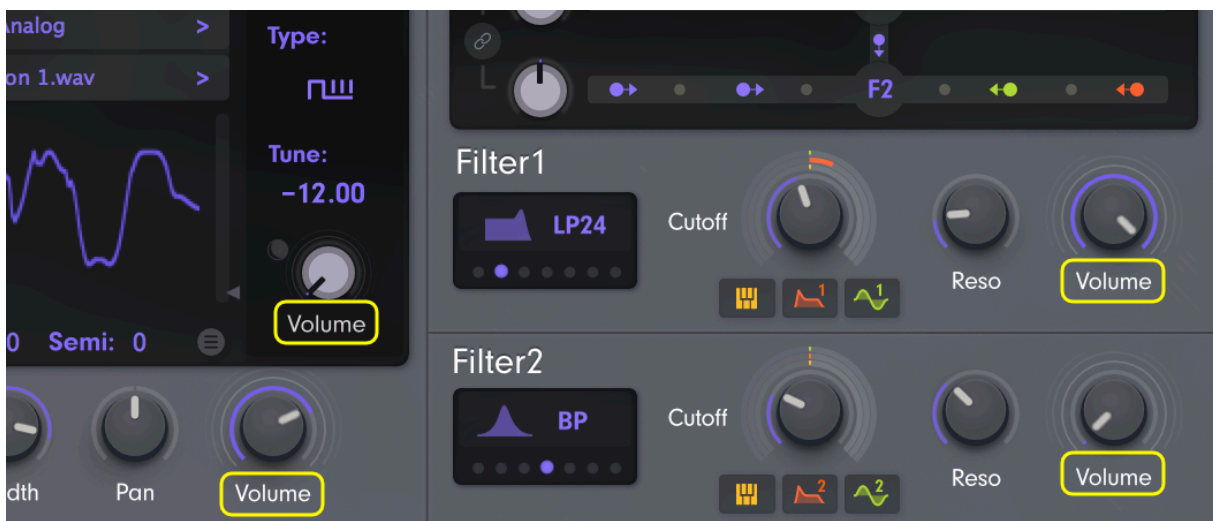 Analog >
on 1.wav >
Type:
Tune:
−12.00
Volume
0 Semi: 0
dth
Pan
Volume
F2
Filter1
LP24
Cutoff
1
1
Reso
Volume
Filter2
BP
Cutoff
2
2
Reso
Volume